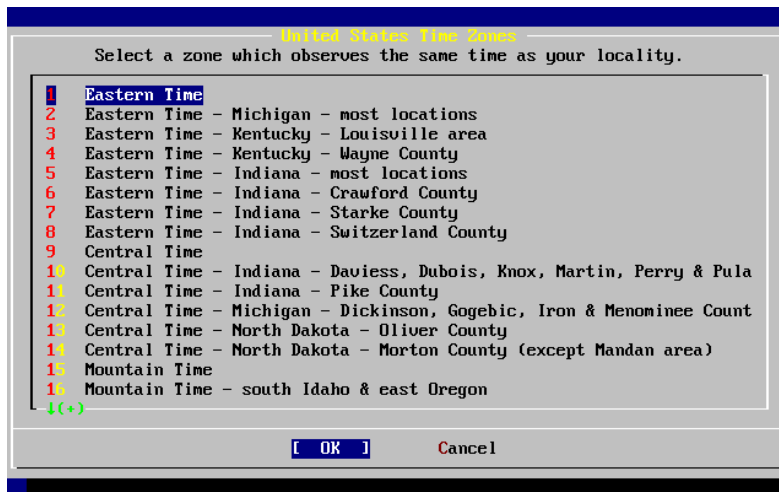 United States Time Zones
Select a zone which observes the same time as your locality.
1 Eastern Time
2 Eastern Time - Michigan - most locations
3 Eastern Time - Kentucky - Louisville area
4 Eastern Time - Kentucky - Wayne County
5 Eastern Time - Indiana - most locations
6 Eastern Time - Indiana - Crawford County
7 Eastern Time - Indiana - Starke County
8 Eastern Time - Indiana - Switzerland County
9 Central Time
10 Central Time - Indiana - Daviess, Dubois, Knox, Martin, Perry & Pula
11 Central Time - Indiana - Pike County
12 Central Time - Michigan - Dickinson, Gogebic, Iron & Menominee Count
13 Central Time - North Dakota - Oliver County
14 Central Time - North Dakota - Morton County (except Mandan area)
15 Mountain Time
16 Mountain Time - south Idaho & east Oregon
↓(+)
[ OK ] Cancel